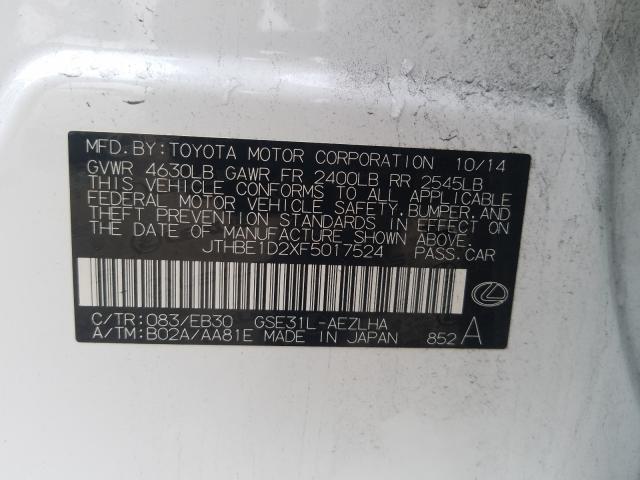 MFD. BY: TOYOTA MOTOR CORPORATION 10/14
GVWR 4630LB GAWR FR 2400LB RR 2545LB
THIS VEHICLE CONFORMS TO ALL APPLICABLE
FEDERAL MOTOR VEHICLE SAFETY, BUMPER, AND
THEFT PREVENTION STANDARDS IN EFFECT ON
THE DATE OF MANUFACTURE SHOWN ABOVE.
JTHBE1D2XF5017524 PASS. CAR
C/TR: 083/EB30 GSE31L-AEZLHA
A/TM: B02A/AA81E MADE IN JAPAN 852 A